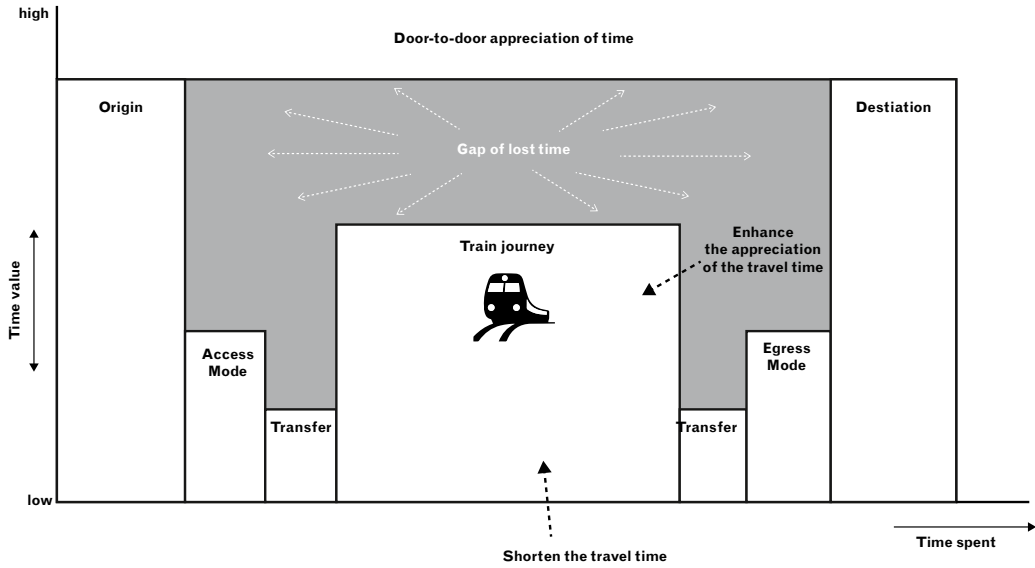 high
Door-to-door appreciation of time
Origin
Destiation
Gap of lost time
Train journey
Enhance
the appreciation
of the travel time
Time value
Access
Mode
Egress
Mode
Transfer
Transfer
low
Time spent
Shorten the travel time